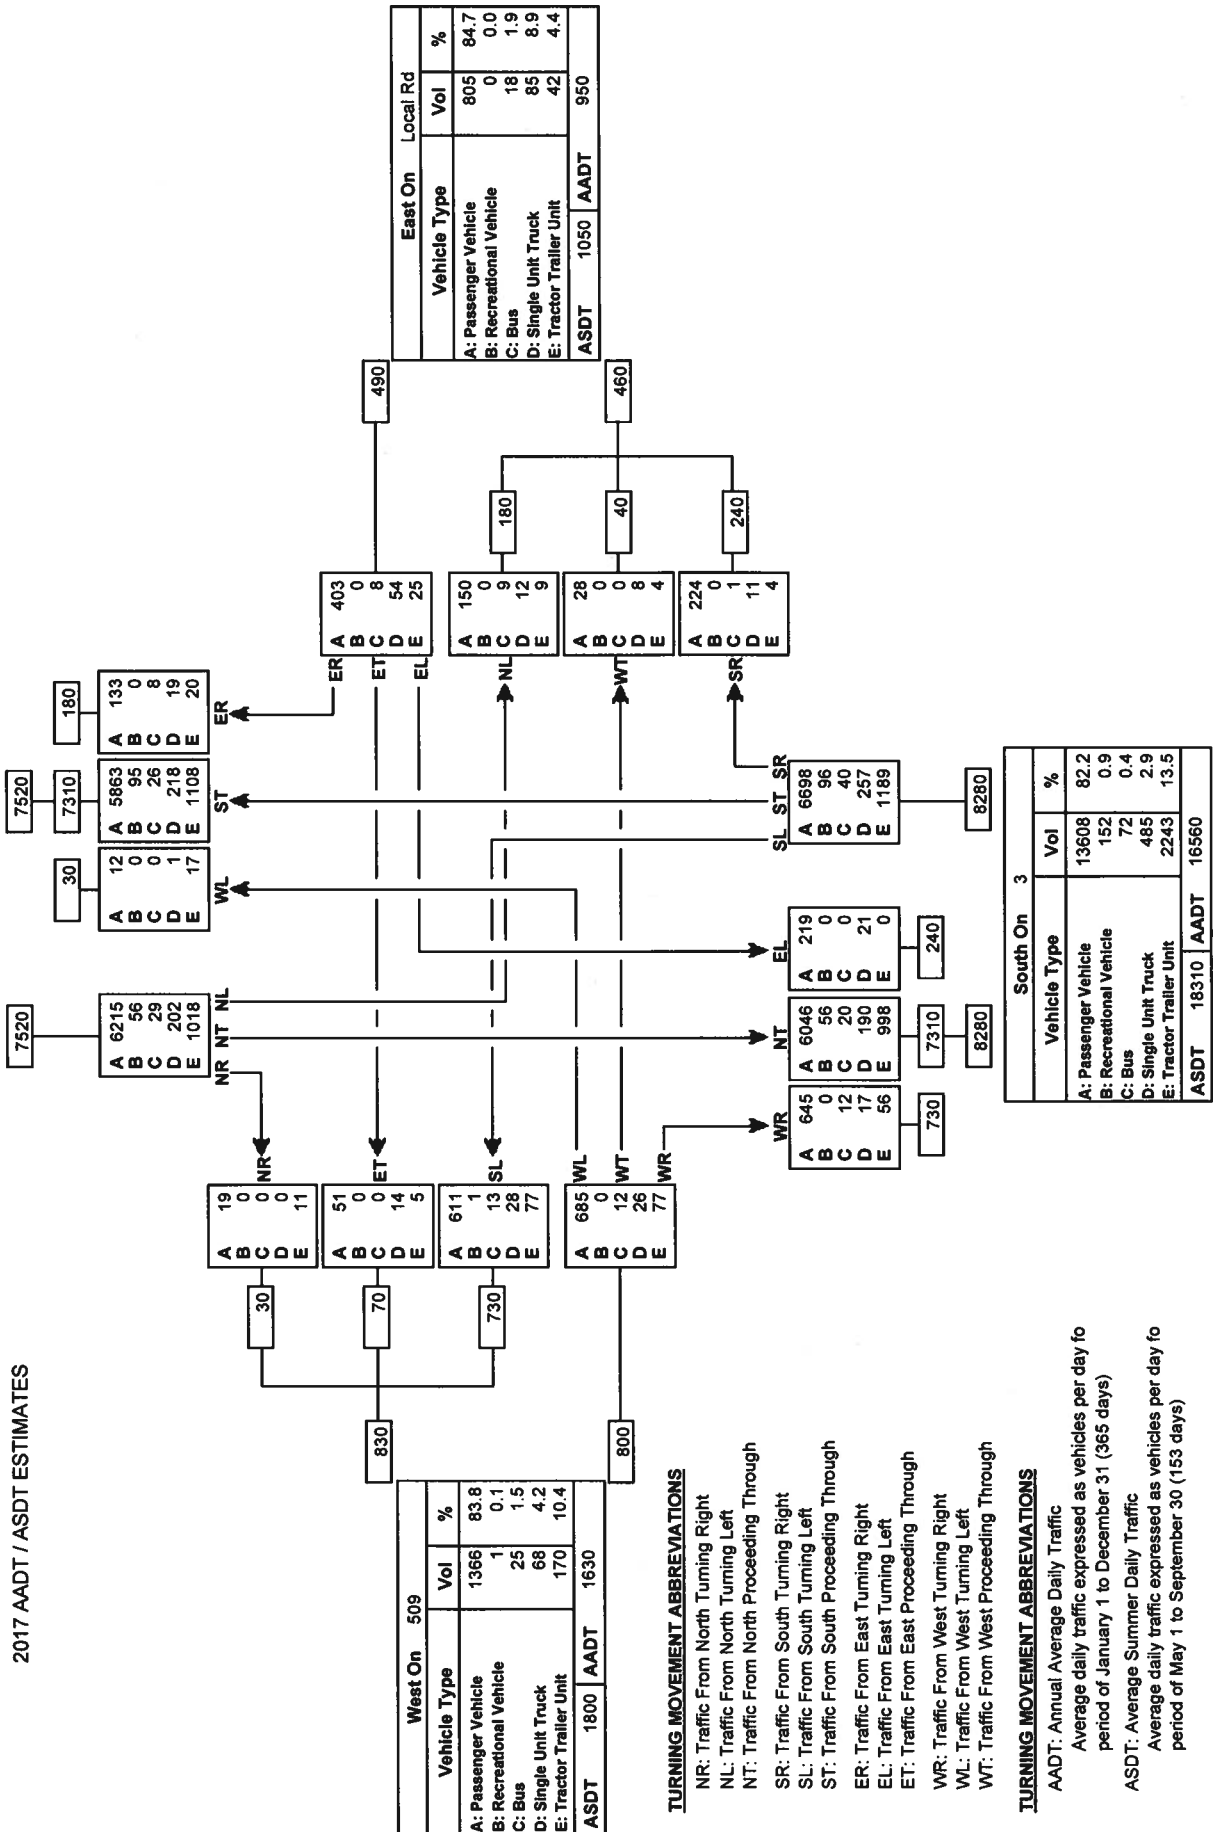 2017 AADT / ASDT ESTIMATES
7520
A 6215
B 56
C 29
D 202
E 1018
NR NT NL
30
A 12
B 0
C 0
D 1
E 17
WL
7520
7310
A 5863
B 95
C 26
D 218
E 1108
ST
180
A 133
B 0
C 8
D 19
E 20
ER
West On 509
Vehicle Type Vol %
A: Passenger Vehicle 1366 83.8
B: Recreational Vehicle 1 0.1
C: Bus 25 1.5
D: Single Unit Truck 68 4.2
E: Tractor Trailer Unit 170 10.4
ASDT 1800 AADT 1630
830
30
A 19
B 0
C 0
D 0
E 11
NR
70
A 51
B 0
C 0
D 14
E 5
ET
730
A 611
B 1
C 13
D 28
E 77
SL
800
A 685
B 0
C 12
D 26
E 77
WL
WT
WR
ER
ET
EL
A 403
B 0
C 8
D 54
E 25
490
NL
A 150
B 0
C 9
D 12
E 9
180
WT
A 28
B 0
C 0
D 8
E 4
40
SR
A 224
B 0
C 1
D 11
E 4
240
460
East On Local Rd
Vehicle Type Vol %
A: Passenger Vehicle 805 84.7
B: Recreational Vehicle 0 0.0
C: Bus 18 1.9
D: Single Unit Truck 85 8.9
E: Tractor Trailer Unit 42 4.4
ASDT 1050 AADT 950
WR
A 645
B 0
C 12
D 17
E 56
730
NT
A 6046
B 56
C 20
D 190
E 998
7310
8280
EL
A 219
B 0
C 0
D 21
E 0
240
SL ST SR
A 6698
B 96
C 40
D 257
E 1189
8280
South On 3
Vehicle Type Vol %
A: Passenger Vehicle 13608 82.2
B: Recreational Vehicle 152 0.9
C: Bus 72 0.4
D: Single Unit Truck 485 2.9
E: Tractor Trailer Unit 2243 13.5
ASDT 18310 AADT 16560
TURNING MOVEMENT ABBREVIATIONS
NR: Traffic From North Turning Right
NL: Traffic From North Turning Left
NT: Traffic From North Proceeding Through
SR: Traffic From South Turning Right
SL: Traffic From South Turning Left
ST: Traffic From South Proceeding Through
ER: Traffic From East Turning Right
EL: Traffic From East Turning Left
ET: Traffic From East Proceeding Through
WR: Traffic From West Turning Right
WL: Traffic From West Turning Left
WT: Traffic From West Proceeding Through
TURNING MOVEMENT ABBREVIATIONS
AADT: Annual Average Daily Traffic
Average daily traffic expressed as vehicles per day fo
period of January 1 to December 31 (365 days)
ASDT: Average Summer Daily Traffic
Average daily traffic expressed as vehicles per day fo
period of May 1 to September 30 (153 days)